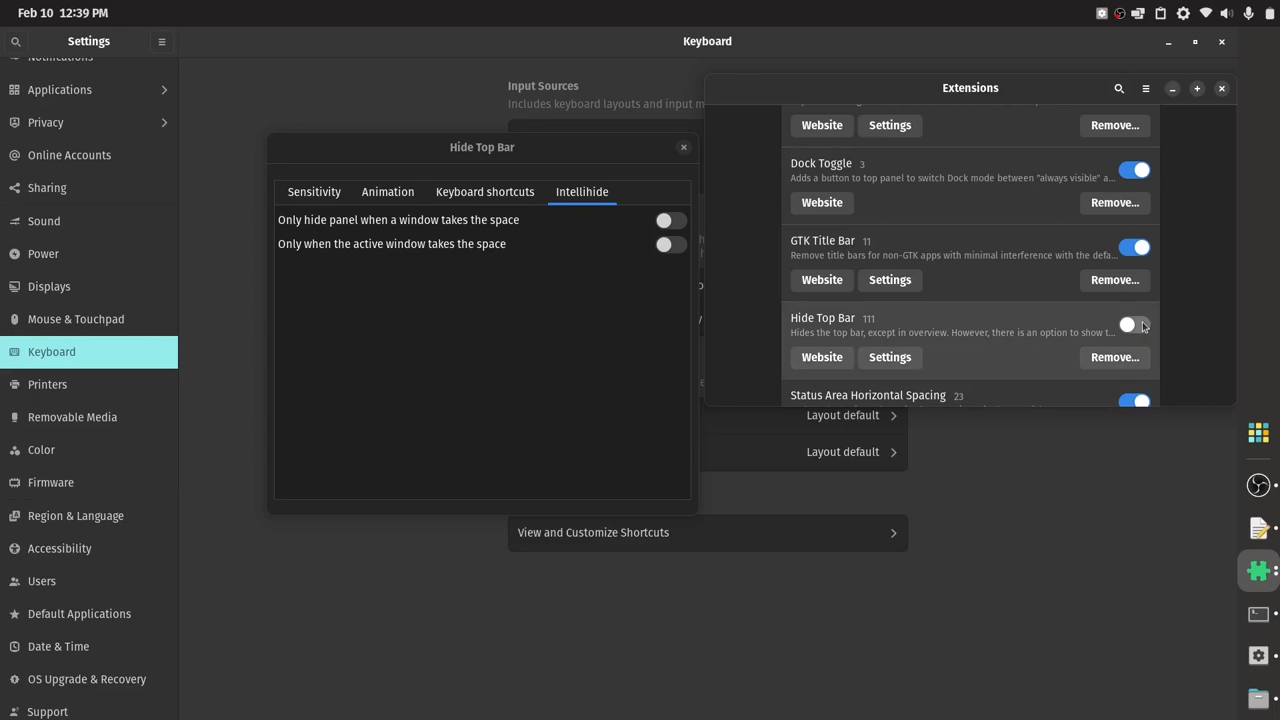 Feb 10 12:39 PM
Settings
Keyboard
Notifications
Applications
Privacy
Online Accounts
Sharing
Sound
Power
Displays
Mouse & Touchpad
Keyboard
Printers
Removable Media
Color
Firmware
Region & Language
Accessibility
Users
Default Applications
Date & Time
OS Upgrade & Recovery
Support
Input Sources
Includes keyboard layouts and input m
Layout default
Layout default
View and Customize Shortcuts
Hide Top Bar
Sensitivity Animation Keyboard shortcuts Intellihide
Only hide panel when a window takes the space
Only when the active window takes the space
Extensions
Website Settings Remove...
Dock Toggle 3
Adds a button to top panel to switch Dock mode between "always visible" a...
Website Remove...
GTK Title Bar 11
Remove title bars for non-GTK apps with minimal interference with the defa...
Website Settings Remove...
Hide Top Bar 111
Hides the top bar, except in overview. However, there is an option to show t...
Website Settings Remove...
Status Area Horizontal Spacing 23